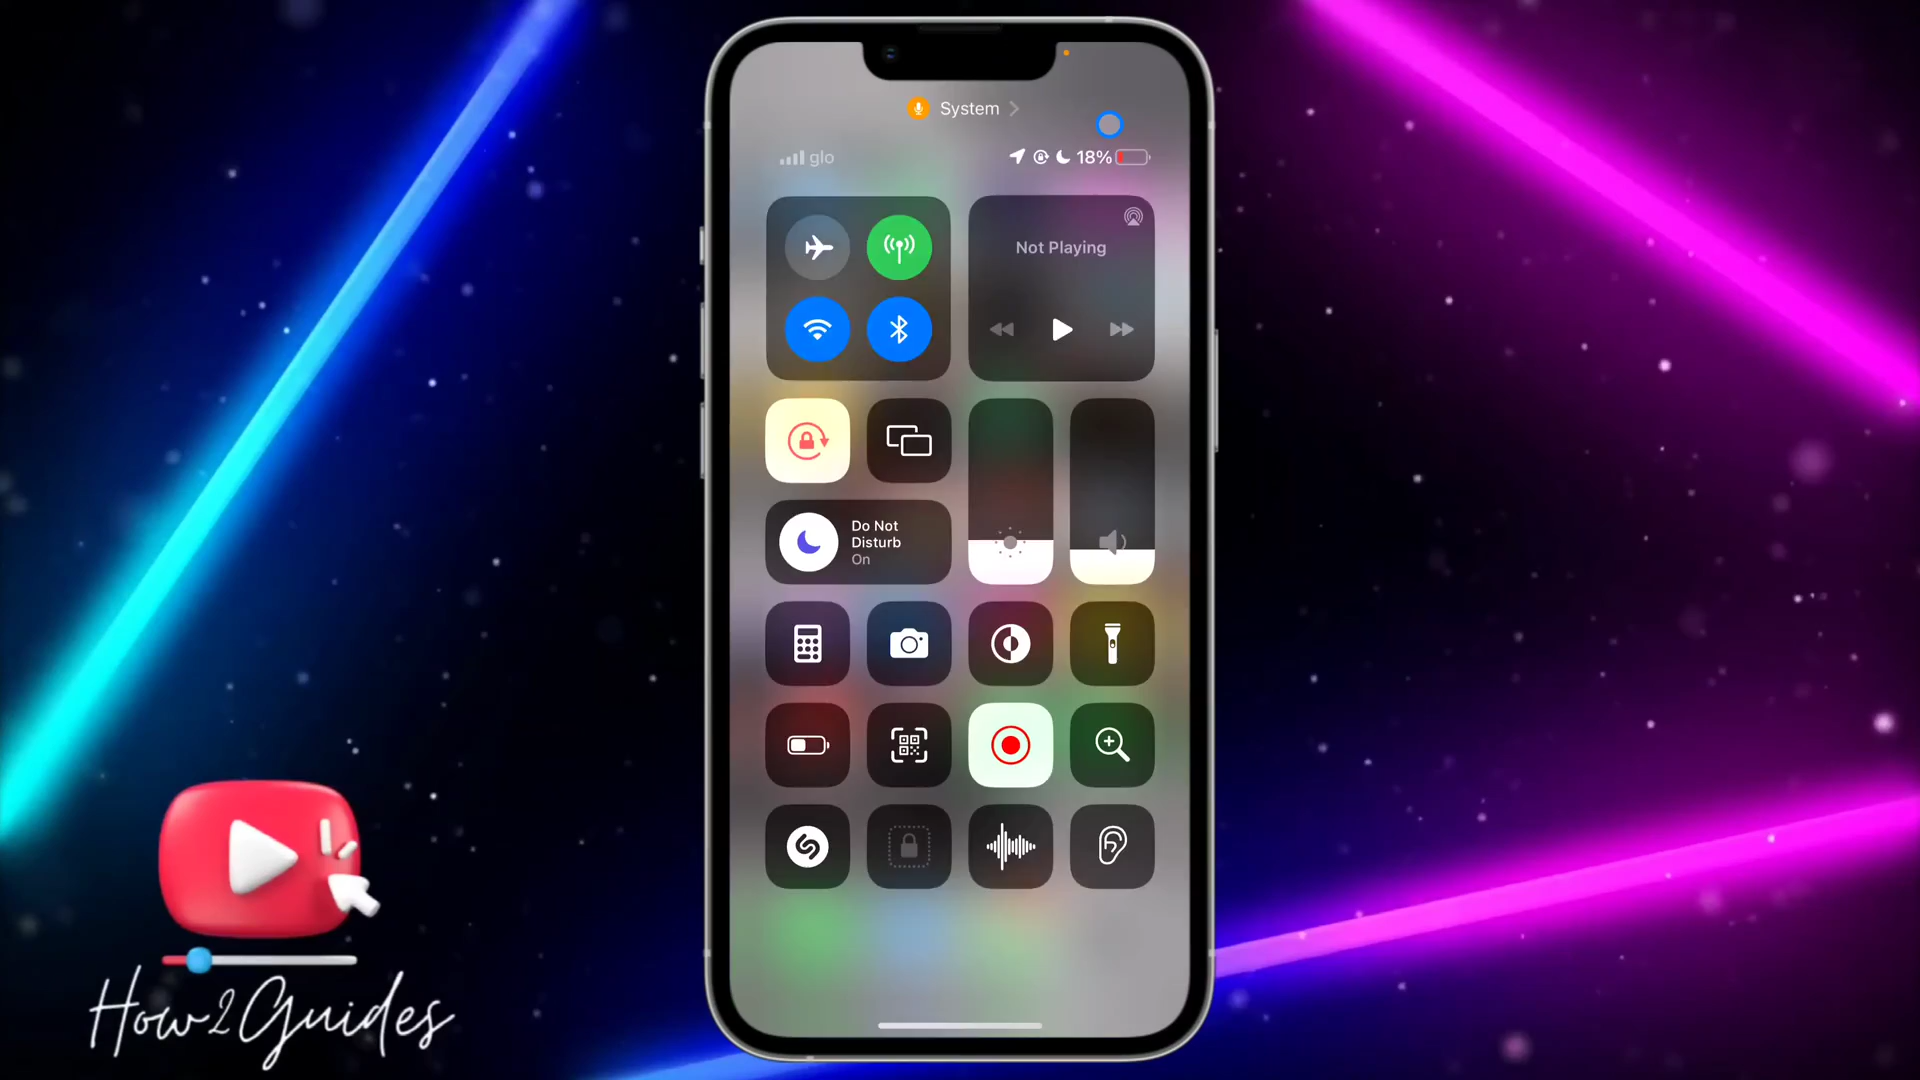 System
glo
18%
Not Playing
Do Not
Disturb
On
How2Guides